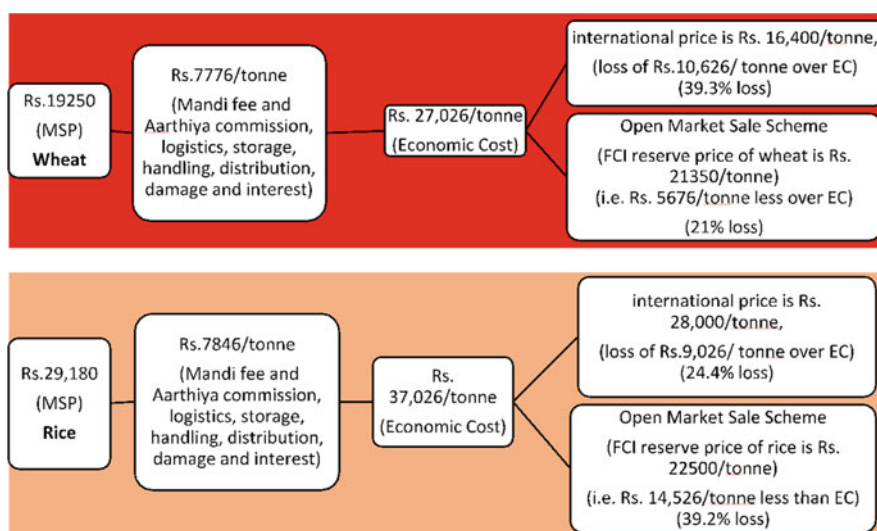 Rs.19250
(MSP)
Wheat
Rs.7776/tonne
(Mandi fee and
Aarthiya commission,
logistics, storage,
handling, distribution,
damage and interest)
Rs. 27,026/tonne
(Economic Cost)
international price is Rs. 16,400/tonne,
(loss of Rs.10,626/ tonne over EC)
(39.3% loss)
Open Market Sale Scheme
(FCI reserve price of wheat is Rs.
21350/tonne)
(i.e. Rs. 5676/tonne less over EC)
(21% loss)
Rs.29,180
(MSP)
Rice
Rs.7846/tonne
(Mandi fee and
Aarthiya commission,
logistics, storage,
handling, distribution,
damage and interest)
Rs.
37,026/tonne
(Economic Cost)
international price is Rs.
28,000/tonne,
(loss of Rs.9,026/ tonne over EC)
(24.4% loss)
Open Market Sale Scheme
(FCI reserve price of rice is Rs.
22500/tonne)
(i.e. Rs. 14,526/tonne less than EC)
(39.2% loss)